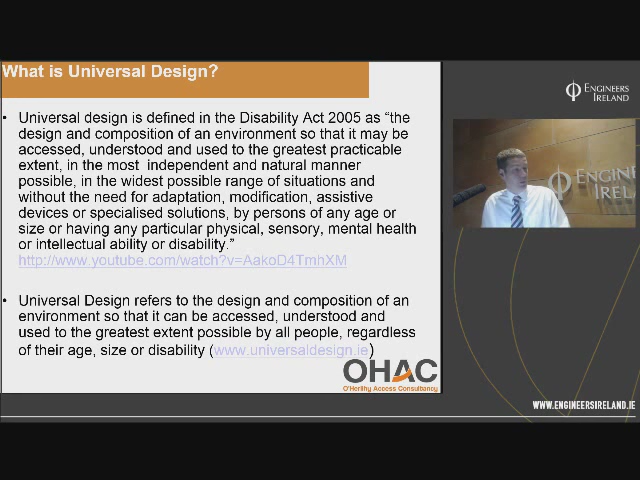 What is Universal Design?
• Universal design is defined in the Disability Act 2005 as “the
design and composition of an environment so that it may be
accessed, understood and used to the greatest practicable
extent, in the most independent and natural manner
possible, in the widest possible range of situations and
without the need for adaptation, modification, assistive
devices or specialised solutions, by persons of any age or
size or having any particular physical, sensory, mental health
or intellectual ability or disability.”
http://www.youtube.com/watch?v=AakoD4TmhXM
• Universal Design refers to the design and composition of an
environment so that it can be accessed, understood and
used to the greatest extent possible by all people, regardless
of their age, size or disability (www.universaldesign.ie)
OHAC
O'Herlihy Access Consultancy
ENGINEERS
IRELAND
ENGINEERS
IRELAND
WWW.ENGINEERSIRELAND.IE